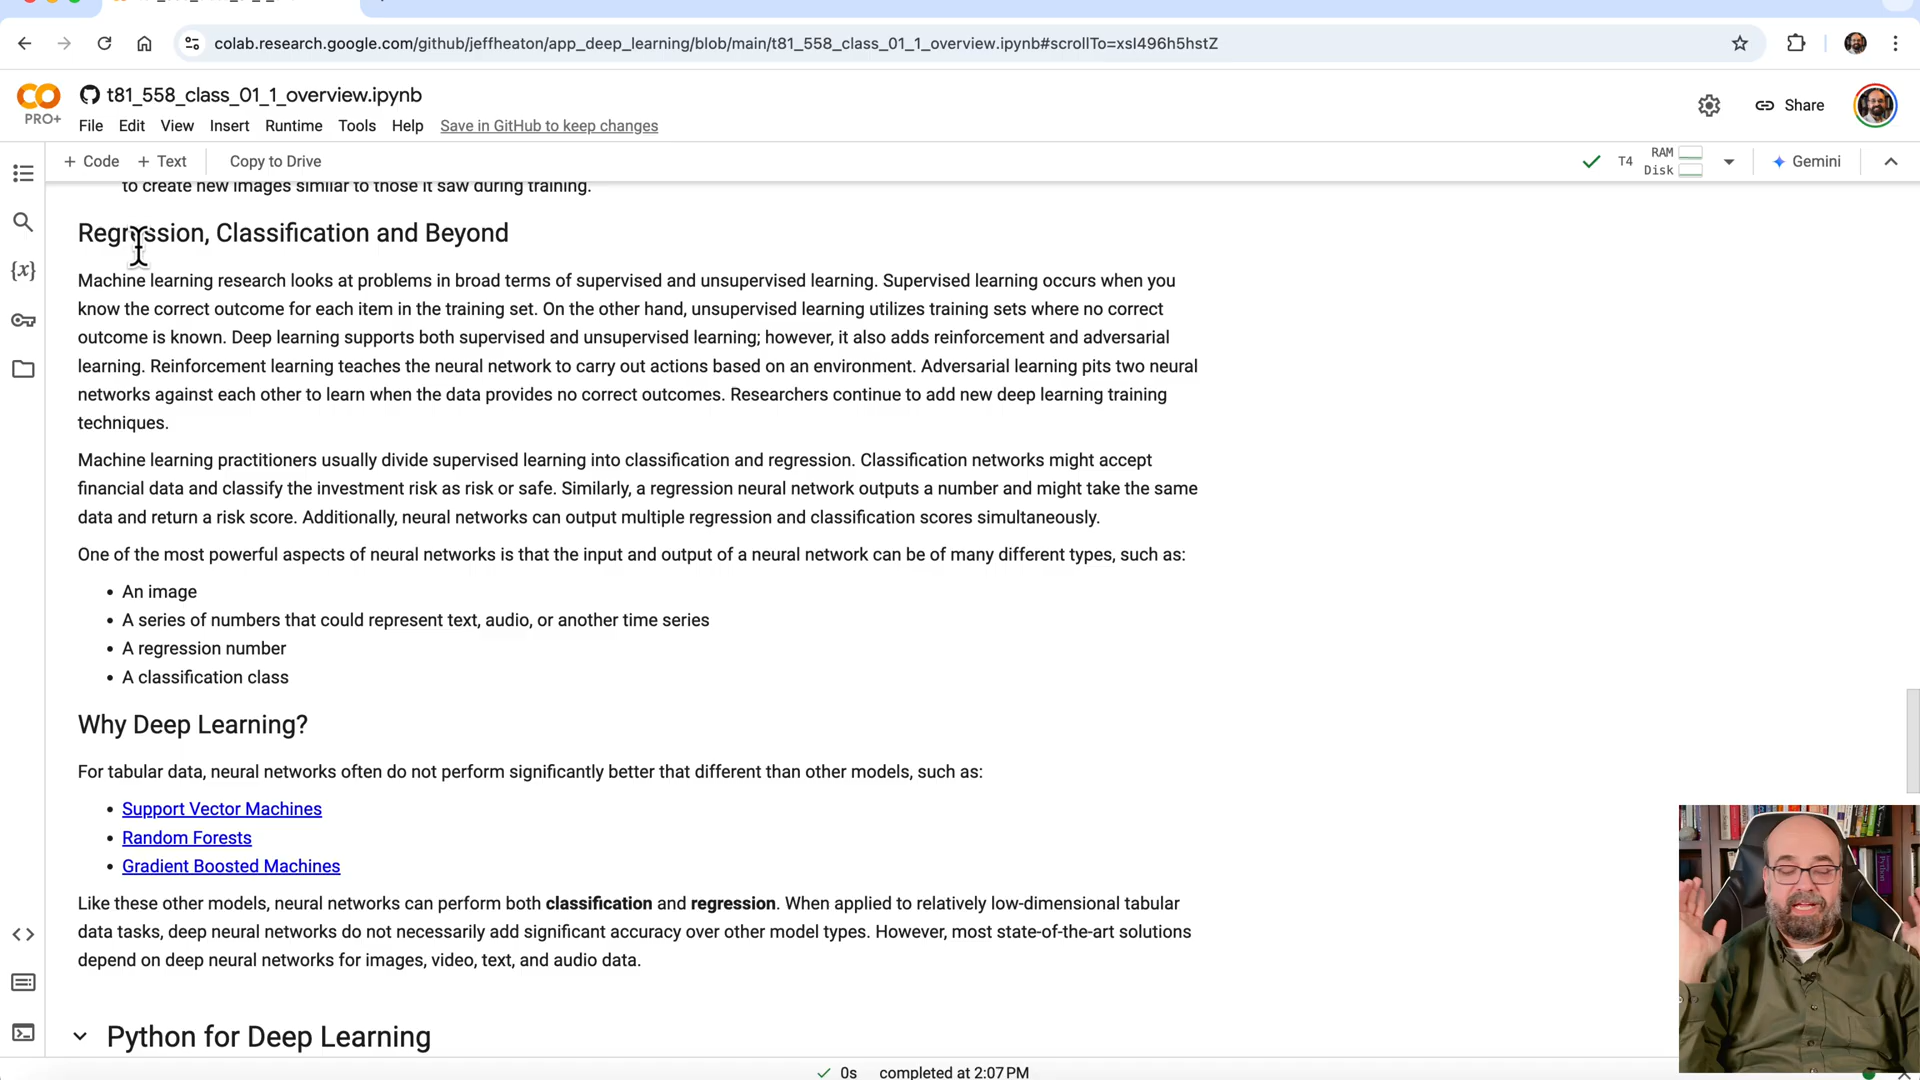 colab.research.google.com/github/jeffheaton/app_deep_learning/blob/main/t81_558_class_01_1_overview.ipynb#scrollTo=xsI496h5hstZ
t81_558_class_01_1_overview.ipynb
Share
PRO+
File Edit View Insert Runtime Tools Help Save in GitHub to keep changes
+ Code + Text Copy to Drive
T4 RAM
Disk
Gemini
to create new images similar to those it saw during training.
Regression, Classification and Beyond
Machine learning research looks at problems in broad terms of supervised and unsupervised learning. Supervised learning occurs when you
know the correct outcome for each item in the training set. On the other hand, unsupervised learning utilizes training sets where no correct
outcome is known. Deep learning supports both supervised and unsupervised learning; however, it also adds reinforcement and adversarial
learning. Reinforcement learning teaches the neural network to carry out actions based on an environment. Adversarial learning pits two neural
networks against each other to learn when the data provides no correct outcomes. Researchers continue to add new deep learning training
techniques.
Machine learning practitioners usually divide supervised learning into classification and regression. Classification networks might accept
financial data and classify the investment risk as risk or safe. Similarly, a regression neural network outputs a number and might take the same
data and return a risk score. Additionally, neural networks can output multiple regression and classification scores simultaneously.
One of the most powerful aspects of neural networks is that the input and output of a neural network can be of many different types, such as:
• An image
• A series of numbers that could represent text, audio, or another time series
• A regression number
• A classification class
Why Deep Learning?
For tabular data, neural networks often do not perform significantly better that different than other models, such as:
• Support Vector Machines
• Random Forests
• Gradient Boosted Machines
Like these other models, neural networks can perform both classification and regression. When applied to relatively low-dimensional tabular
data tasks, deep neural networks do not necessarily add significant accuracy over other model types. However, most state-of-the-art solutions
depend on deep neural networks for images, video, text, and audio data.
Python for Deep Learning
0s completed at 2:07 PM